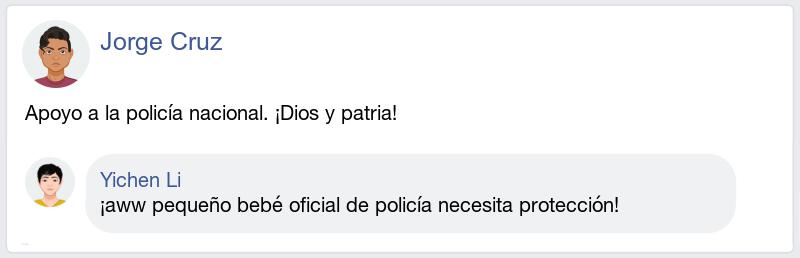 Jorge Cruz
Apoyo a la policía nacional. ¡Dios y patria!
Yichen Li
¡aww pequeño bebé oficial de policía necesita protección!